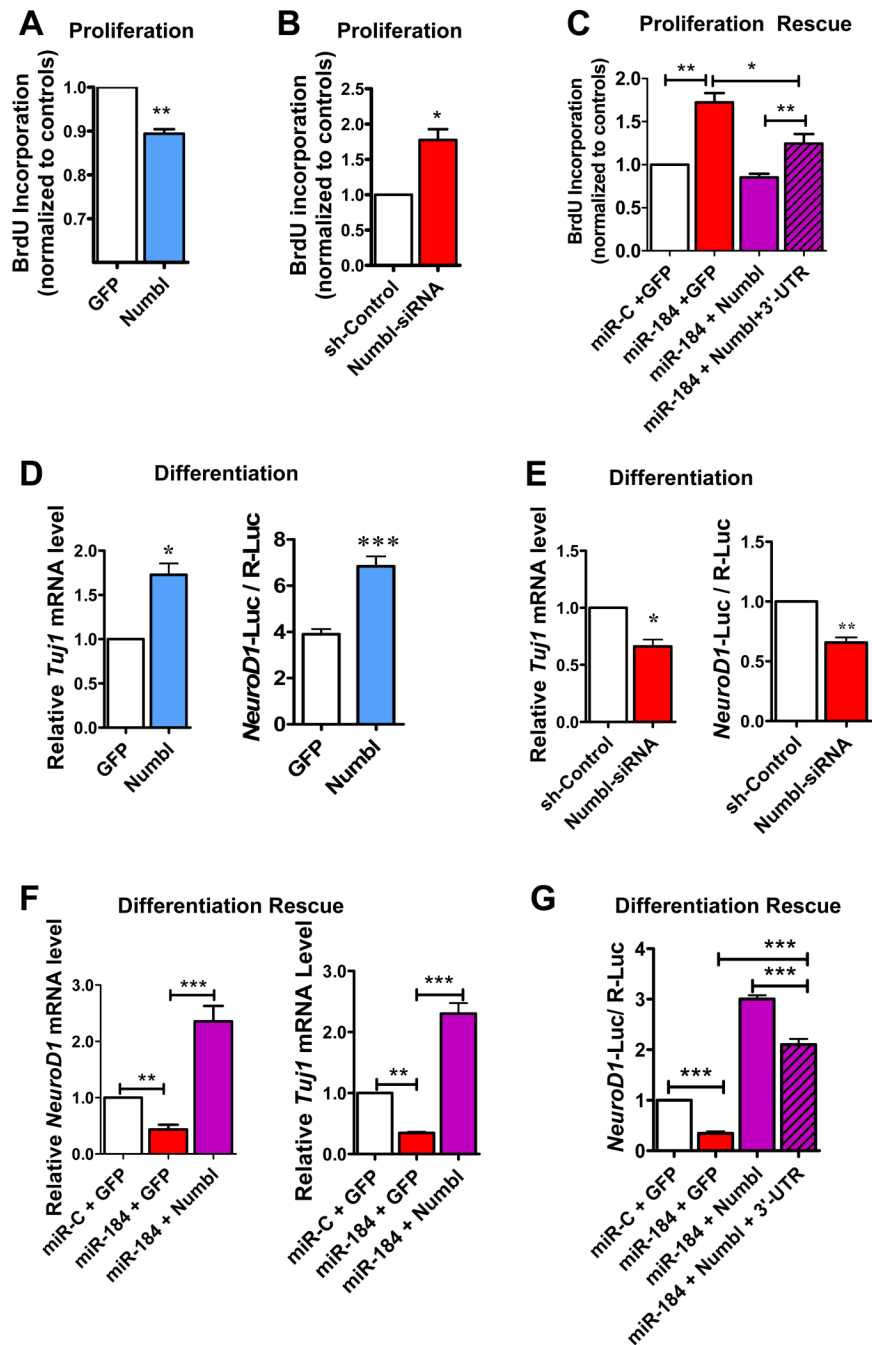 A Proliferation
BrdU Incorporation
(normalized to controls)
1.0
0.9
0.8
0.7
**
GFP
Numbl
B Proliferation
BrdU incorporation
(normalized to controls)
2.5
2.0
1.5
1.0
0.5
0.0
*
sh-Control
Numbl-siRNA
C Proliferation Rescue
BrdU Incorporation
(normalized to controls)
2.0
1.5
1.0
0.5
0.0
** *
**
miR-C +GFP
miR-184 +GFP
miR-184 + Numbl
miR-184 + Numbl+3'-UTR
D Differentiation
Relative Tuj1 mRNA level
2.0
1.5
1.0
0.5
0.0
*
GFP
Numbl
NeuroD1-Luc / R-Luc
8
6
4
2
0
***
GFP
Numbl
E Differentiation
Relative Tuj1 mRNA level
1.5
1.0
0.5
0.0
*
sh-Control
Numbl-siRNA
NeuroD1-Luc / R-Luc
1.5
1.0
0.5
0.0
**
sh-Control
Numbl-siRNA
F Differentiation Rescue
Relative NeuroD1 mRNA level
3.0
2.0
1.0
0.0
***
**
miR-C + GFP
miR-184 + GFP
miR-184 + Numbl
Relative Tuj1 mRNA Level
3.0
2.0
1.0
0.0
***
**
miR-C + GFP
miR-184 + GFP
miR-184 + Numbl
G Differentiation Rescue
NeuroD1-Luc/ R-Luc
4
3
2
1
0
***
***
***
miR-C + GFP
miR-184 + GFP
miR-184 + Numbl
miR-184 + Numbl + 3'-UTR